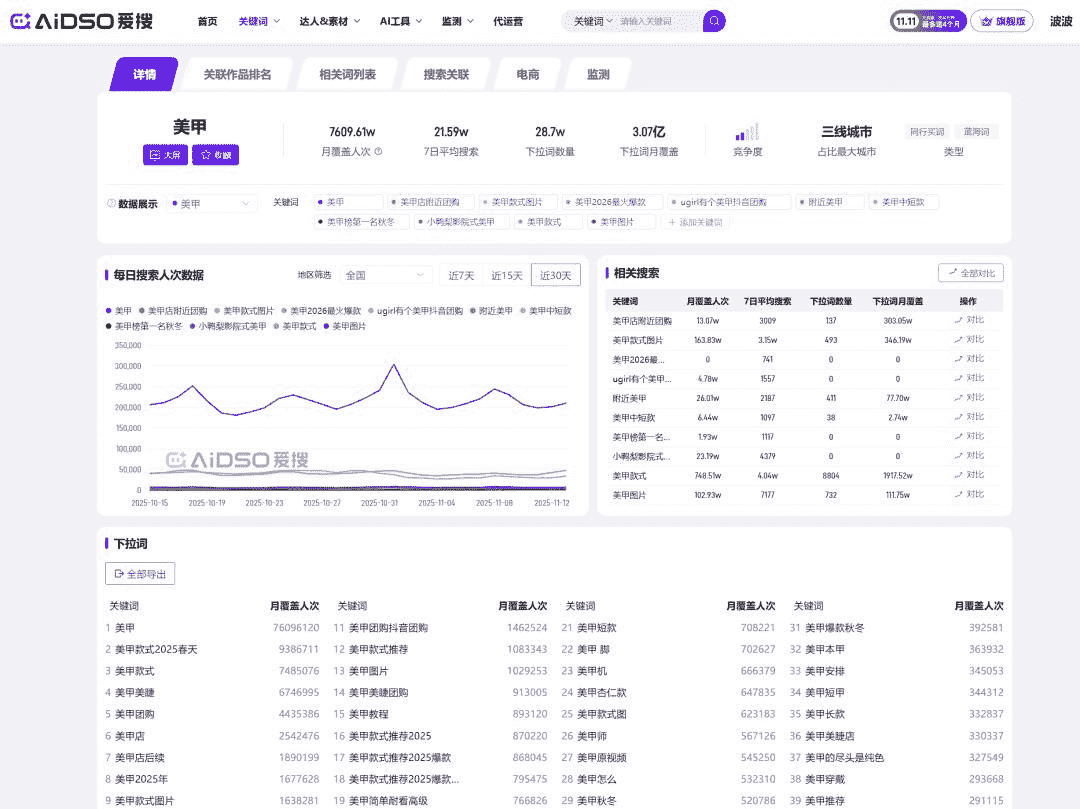 AiDSO爱搜 首页 关键词 达人&素材 AI工具 监测 代运营 关键词 请输入关键词 11.11 最多送4个月 旗舰版 波波
详情 关联作品排名 相关词列表 搜索关联 电商 监测
美甲
大屏 收藏
7609.61w 21.59w 28.7w 3.07亿 三线城市 同行买词 蓝海词
月覆盖人次 7日平均搜索 下拉词数量 下拉词月覆盖 竞争度 占比最大城市 类型
数据展示 美甲 关键词 美甲 美甲店附近团购 美甲款式图片 美甲2026最火爆款 ugirl有个美甲抖音团购 附近美甲 美甲中短款
美甲榜第一名秋冬 小鸭梨影院式美甲 美甲款式 美甲图片 + 添加关键词
每日搜索人次数据 地区筛选 全国 近7天 近15天 近30天
美甲 美甲店附近团购 美甲款式图片 美甲2026最火爆款 ugirl有个美甲抖音团购 附近美甲 美甲中短款
美甲榜第一名秋冬 小鸭梨影院式美甲 美甲款式 美甲图片
350,000
300,000
250,000
200,000
150,000
100,000
50,000
0
AiDSO爱搜
2025-10-15 2025-10-19 2025-10-23 2025-10-27 2025-10-31 2025-11-04 2025-11-08 2025-11-12
相关搜索 全部对比
关键词 月覆盖人次 7日平均搜索 下拉词数量 下拉词月覆盖 操作
美甲店附近团购 13.07w 3009 137 303.05w 对比
美甲款式图片 163.83w 3.15w 493 346.19w 对比
美甲2026最... 0 741 0 0 对比
ugirl有个美甲... 4.78w 1557 0 0 对比
附近美甲 26.01w 2187 411 77.70w 对比
美甲中短款 6.44w 1097 38 2.74w 对比
美甲榜第一名... 1.93w 1117 0 0 对比
小鸭梨影院式... 23.19w 4379 0 0 对比
美甲款式 748.51w 4.04w 8804 1917.52w 对比
美甲图片 102.93w 7177 732 111.75w 对比
下拉词
全部导出
关键词 月覆盖人次 关键词 月覆盖人次 关键词 月覆盖人次 关键词 月覆盖人次
1 美甲 76096120 11 美甲团购抖音团购 1462524 21 美甲短款 708221 31 美甲爆款秋冬 392581
2 美甲款式2025春天 9386711 12 美甲款式推荐 1083343 22 美甲 脚 702627 32 美甲本甲 363932
3 美甲款式 7485076 13 美甲图片 1029253 23 美甲机 666379 33 美甲安排 345053
4 美甲美睫 6746995 14 美甲美睫团购 913005 24 美甲杏仁款 647835 34 美甲短甲 344312
5 美甲团购 4435386 15 美甲教程 893120 25 美甲款式图 623183 35 美甲长款 332837
6 美甲店 2542476 16 美甲款式推荐2025 870220 26 美甲师 567126 36 美甲美睫店 330337
7 美甲店后续 1890199 17 美甲款式推荐2025爆款 868045 27 美甲原视频 545250 37 美甲的尽头是纯色 327549
8 美甲2025年 1677628 18 美甲款式推荐2025爆款... 795475 28 美甲怎么 532310 38 美甲穿戴 293668
9 美甲款式图片 1638281 19 美甲简单耐看高级 766826 29 美甲秋冬 520786 39 美甲推荐 291115